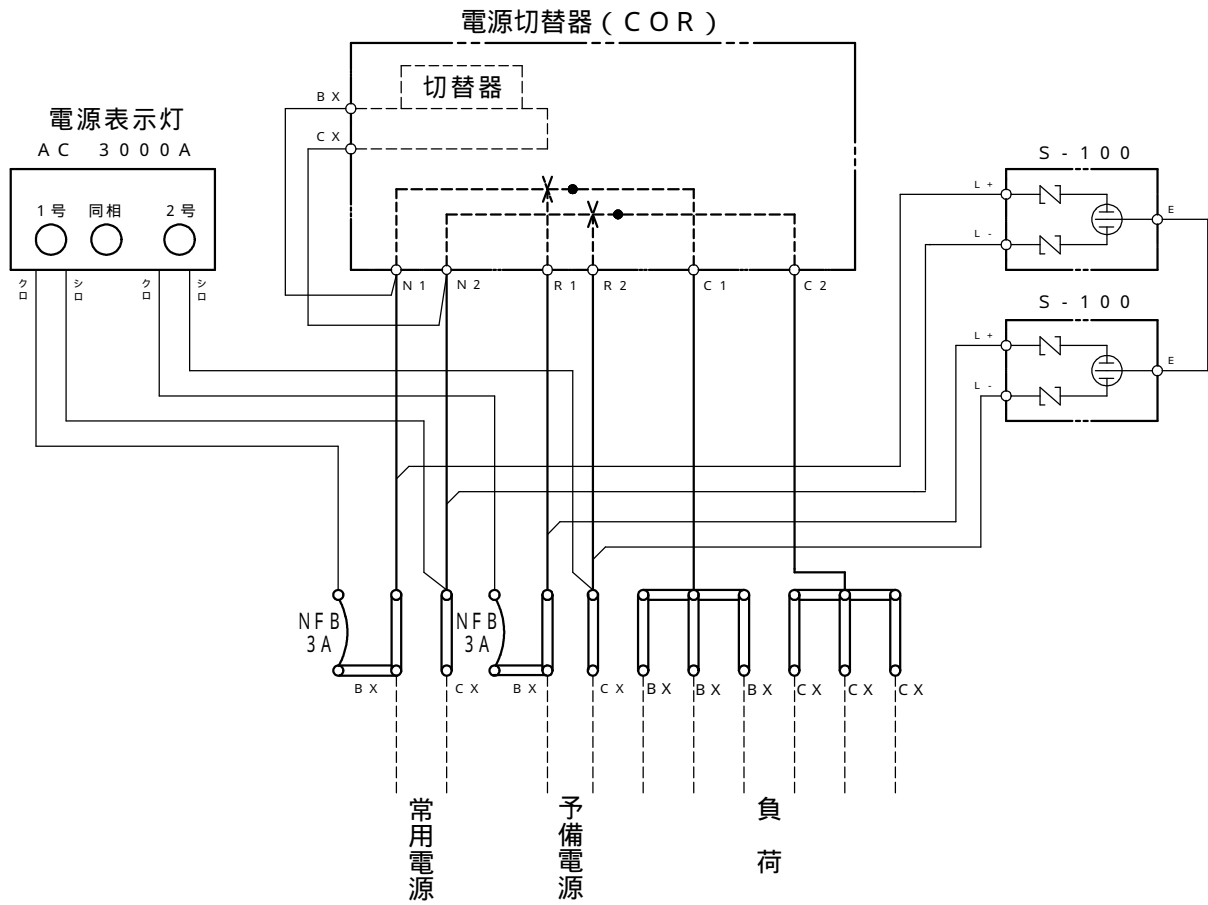 電源切替器(COR)
切替器
BX
CX
電源表示灯
AC 3000A
1号 同相 2号
クロ シロ クロ シロ
N1 N2 R1 R2 C1 C2
S-100
L+
L-
E
S-100
L+
L-
E
NFB
3A
NFB
3A
BX CX BX CX BX BX BX CX CX CX
常用電源
予備電源
負荷